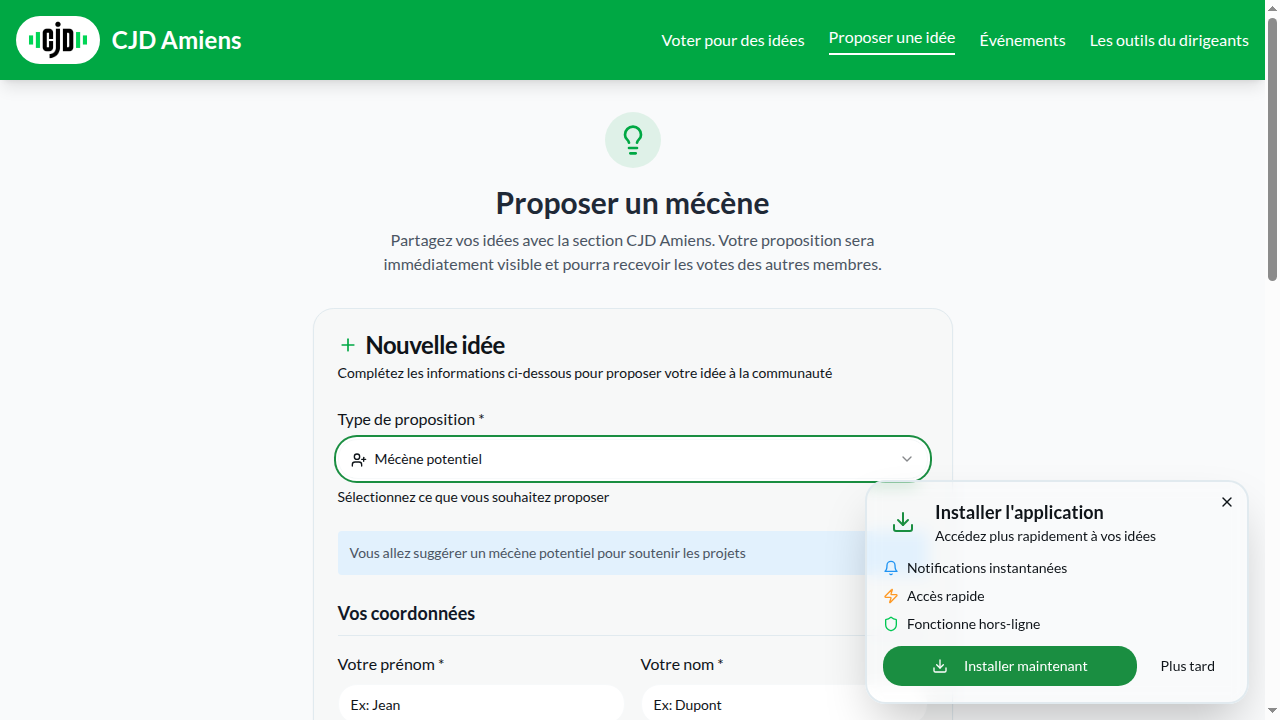 cjD
CJD Amiens
Voter pour des idées
Proposer une idée
Événements
Les outils du dirigeants
Proposer un mécène
Partagez vos idées avec la section CJD Amiens. Votre proposition sera
immédiatement visible et pourra recevoir les votes des autres membres.
Nouvelle idée
Complétez les informations ci-dessous pour proposer votre idée à la communauté
Type de proposition *
Mécène potentiel
Sélectionnez ce que vous souhaitez proposer
Vous allez suggérer un mécène potentiel pour soutenir les projets
Vos coordonnées
Votre prénom *
Votre nom *
Ex: Jean
Ex: Dupont
Installer l'application
Accédez plus rapidement à vos idées
Notifications instantanées
Accès rapide
Fonctionne hors-ligne
Installer maintenant
Plus tard